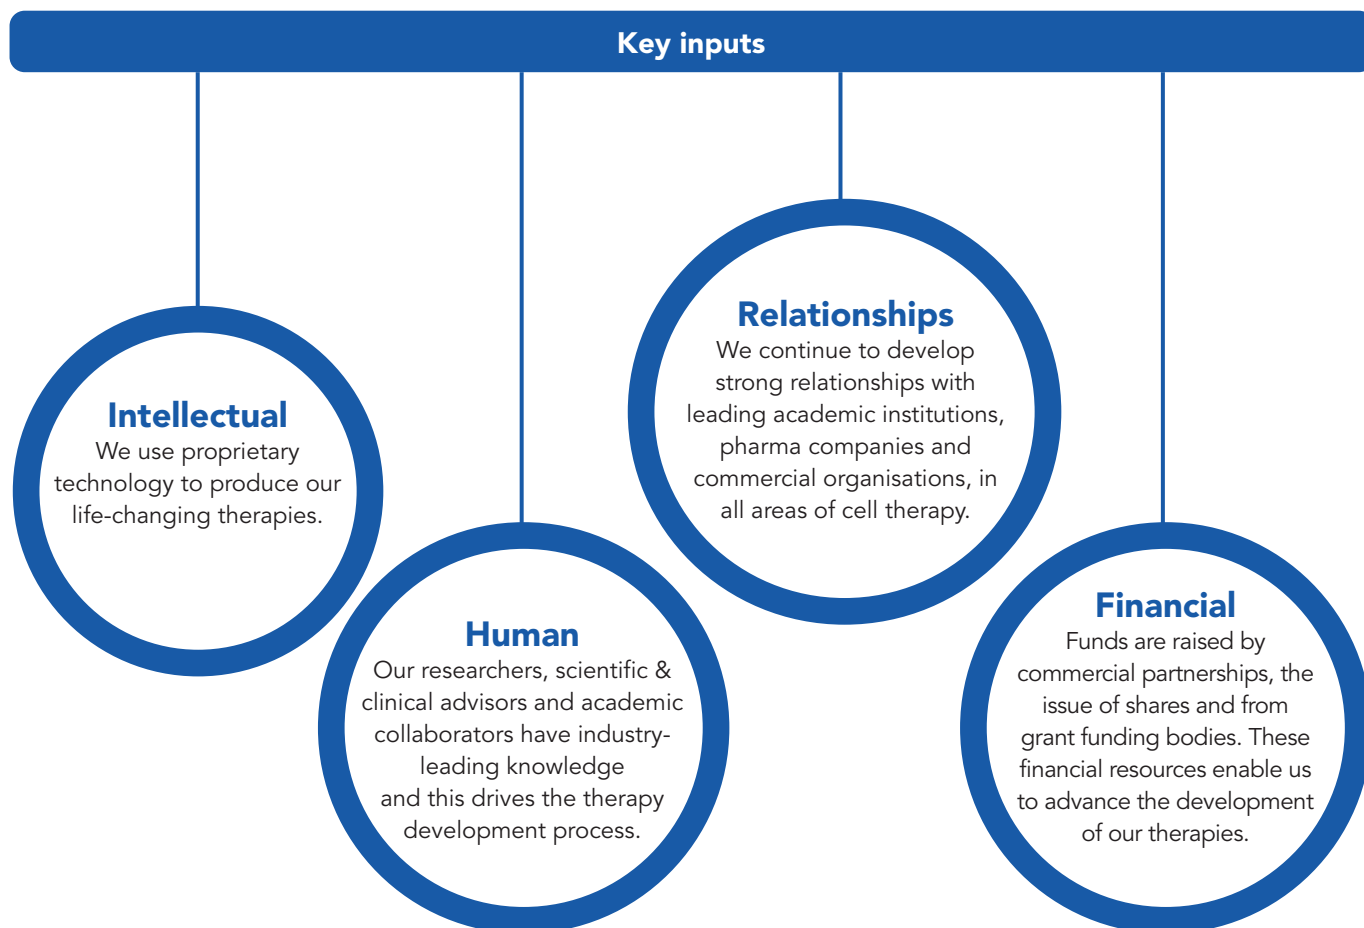 Key inputs
Intellectual
We use proprietary
technology to produce our
life-changing therapies.
Human
Our researchers, scientific &
clinical advisors and academic
collaborators have industry-
leading knowledge
and this drives the therapy
development process.
Relationships
We continue to develop
strong relationships with
leading academic institutions,
pharma companies and
commercial organisations, in
all areas of cell therapy.
Financial
Funds are raised by
commercial partnerships, the
issue of shares and from
grant funding bodies. These
financial resources enable us
to advance the development
of our therapies.